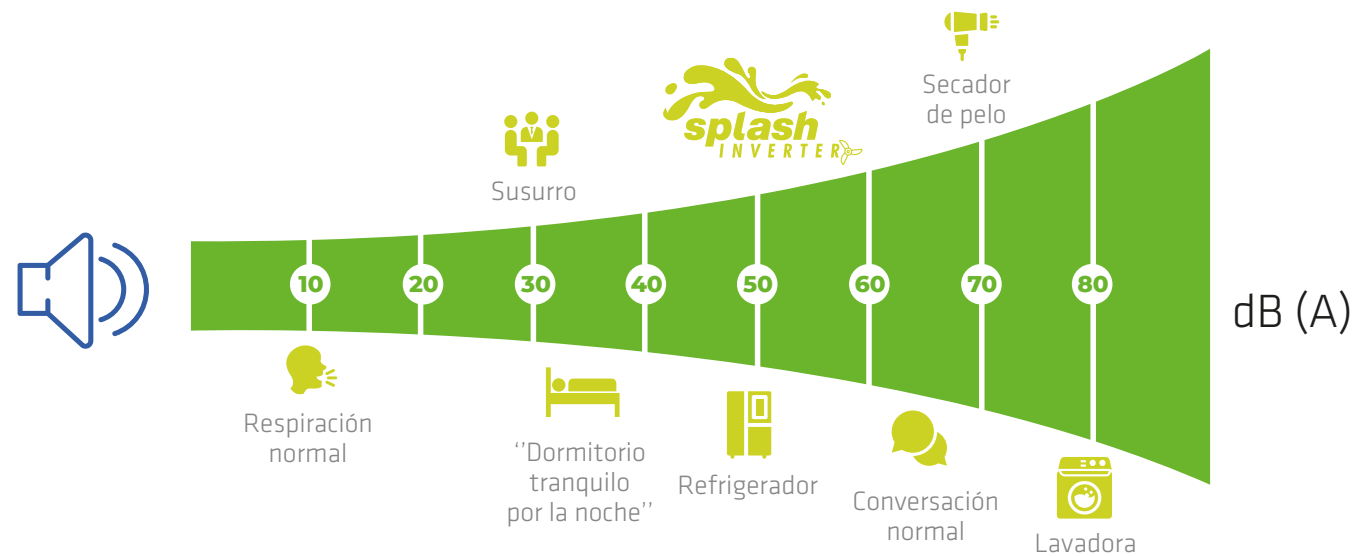 Secador
de pelo
splash
INVERTER
Susurro
10
20
30
40
50
60
70
80
dB (A)
Respiración
normal
‘’Dormitorio
tranquilo
por la noche’’
Refrigerador
Conversación
normal
Lavadora